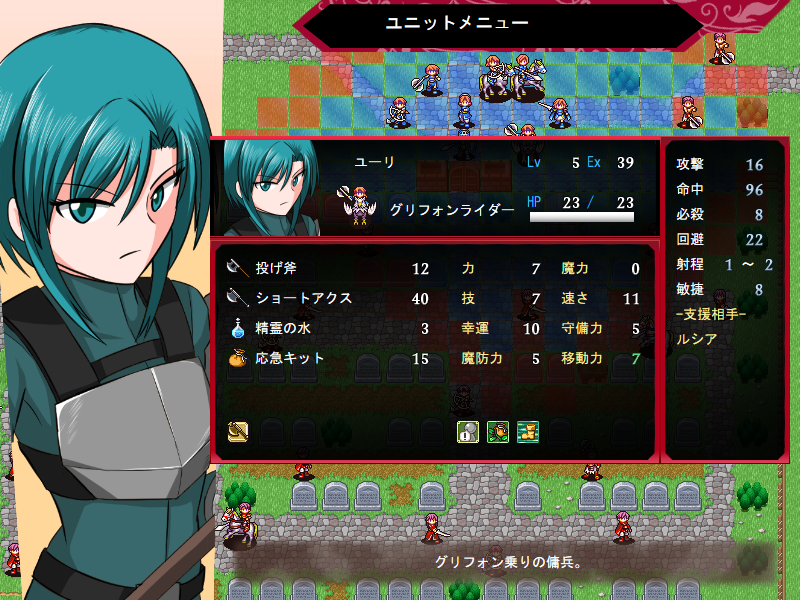 ユニットメニュー
ユーリ Lv 5 Ex 39
グリフォンライダー HP 23 / 23
投げ斧 12 力 7 魔力 0
ショートアクス 40 技 7 速さ 11
精霊の水 3 幸運 10 守備力 5
応急キット 15 魔防力 5 移動力 7
攻撃 16
命中 96
必殺 8
回避 22
射程 1 ～ 2
敏捷 8
-支援相手-
ルシア
グリフォン乗りの傭兵。